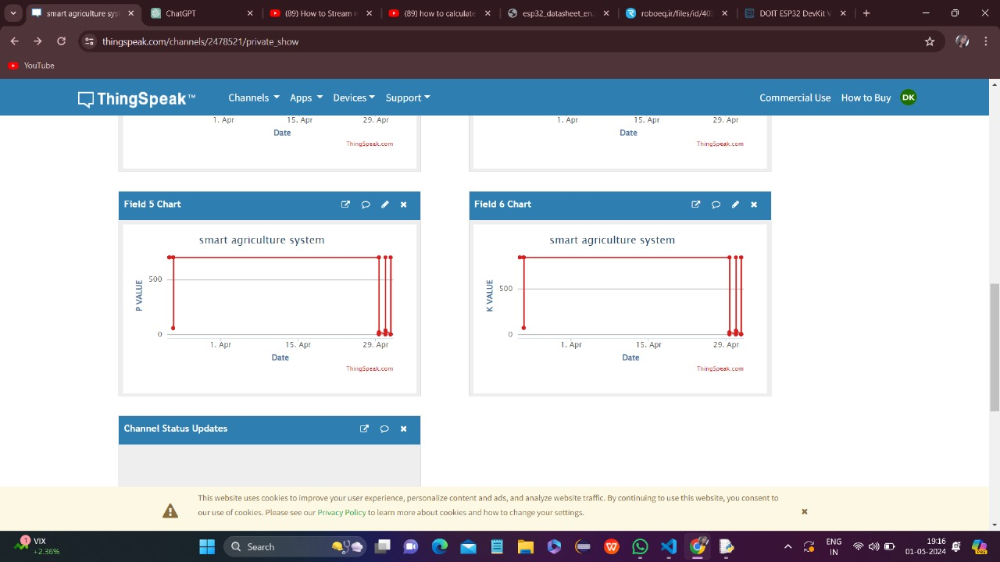 smart agriculture sys
ChatGPT
(89) How to Stream r
(89) how to calculate
esp32_datasheet_en.
roboeq.ir/files/id/40
DOIT ESP32 DevKit V
thingspeak.com/channels/2478521/private_show
YouTube
ThingSpeak™
Channels
Apps
Devices
Support
Commercial Use
How to Buy
DK
1. Apr 15. Apr 29. Apr
Date
ThingSpeak.com
1. Apr 15. Apr 29. Apr
Date
ThingSpeak.com
Field 5 Chart
smart agriculture system
P VALUE
500
0
1. Apr 15. Apr 29. Apr
Date
ThingSpeak.com
Field 6 Chart
smart agriculture system
K VALUE
500
0
1. Apr 15. Apr 29. Apr
Date
ThingSpeak.com
Channel Status Updates
This website uses cookies to improve your user experience, personalize content and ads, and analyze website traffic. By continuing to use this website, you consent to
our use of cookies. Please see our Privacy Policy to learn more about cookies and how to change your settings.
1
VIX
+2.36%
Search
ENG
IN
19:16
01-05-2024
PRE